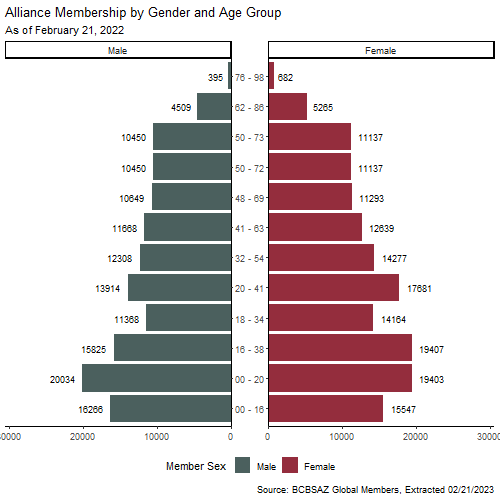 Alliance Membership by Gender and Age Group
As of February 21, 2022
Male Female
395 76 - 98 682
4509 62 - 86 5265
10450 50 - 73 11137
10450 50 - 72 11137
10649 48 - 69 11293
11668 41 - 63 12639
12308 32 - 54 14277
13914 20 - 41 17681
11368 18 - 34 14164
15825 16 - 38 19407
20034 00 - 20 19403
16266 00 - 16 15547
30000 20000 10000 0 0 10000 20000 30000
Member Sex Male Female
Source: BCBSAZ Global Members, Extracted 02/21/2023